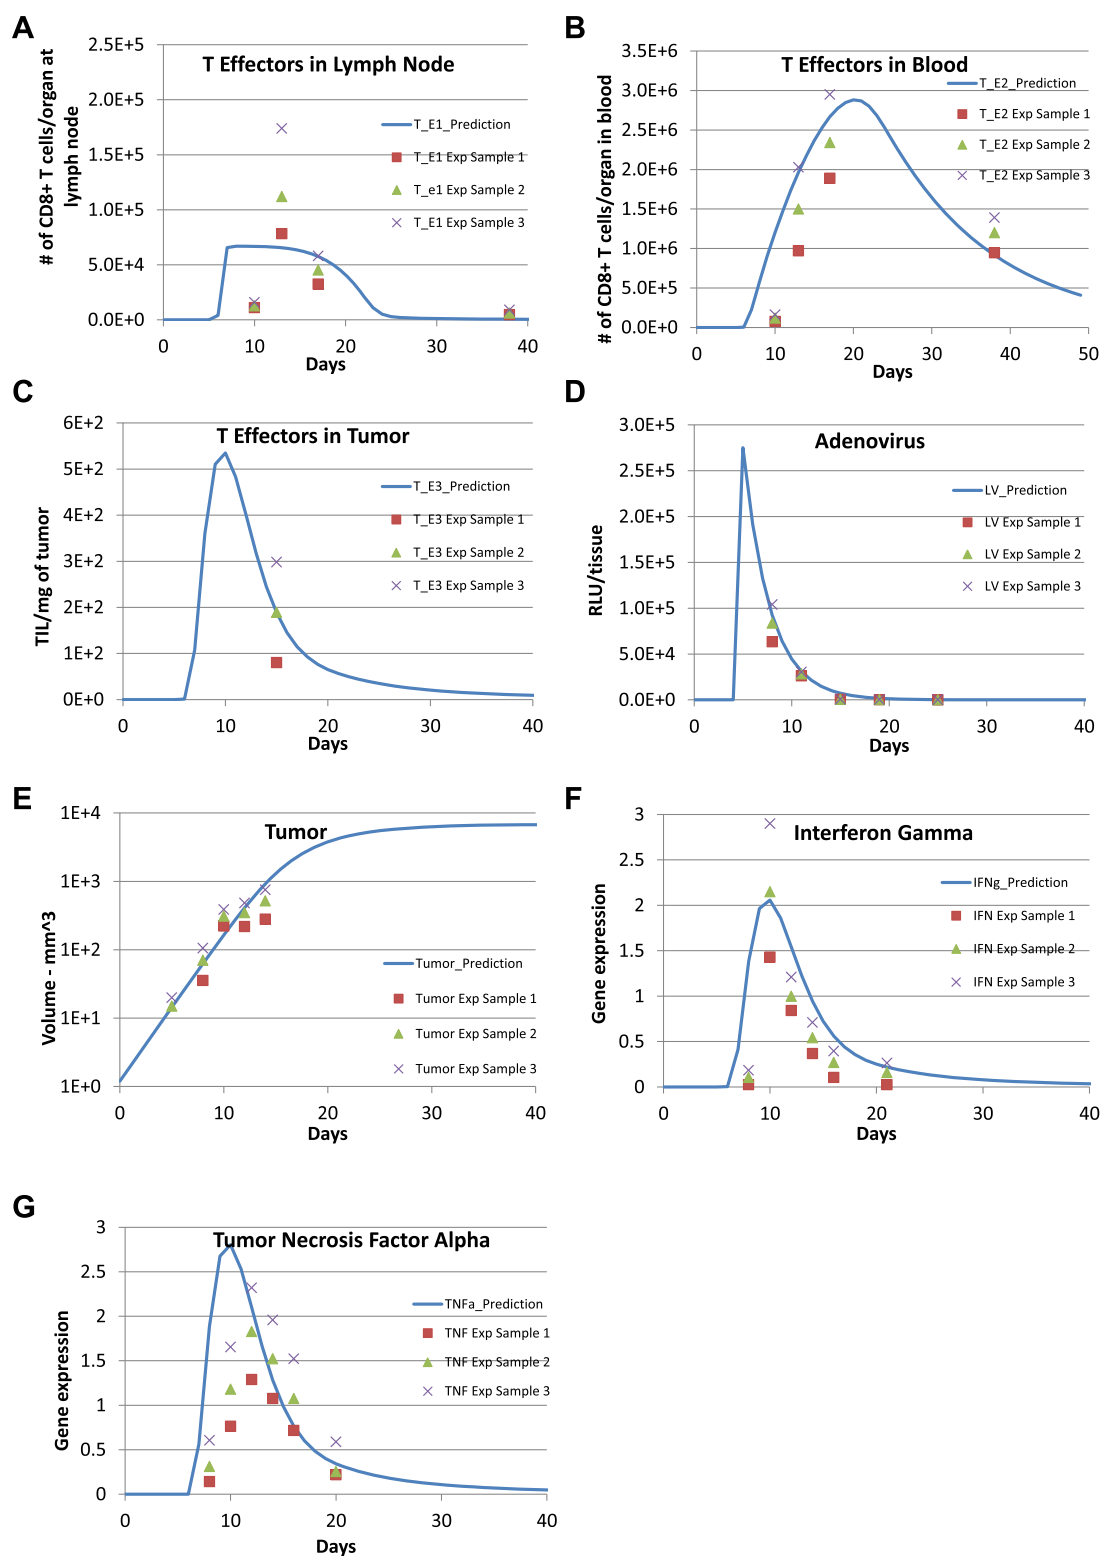 A
T Effectors in Lymph Node
# of CD8+ T cells/organ at
lymph node
2.5E+5
2.0E+5
1.5E+5
1.0E+5
5.0E+4
0.0E+0
T_E1_Prediction
T_E1 Exp Sample 1
T_e1 Exp Sample 2
T_E1 Exp Sample 3
0 10 20 30 40
Days
B
T Effectors in Blood
# of CD8+ T cells/organ in blood
3.5E+6
3.0E+6
2.5E+6
2.0E+6
1.5E+6
1.0E+6
5.0E+5
0.0E+0
T_E2_Prediction
T_E2 Exp Sample 1
T_E2 Exp Sample 2
T_E2 Exp Sample 3
0 10 20 30 40 50
Days
C
T Effectors in Tumor
TIL/mg of tumor
6E+2
5E+2
4E+2
3E+2
2E+2
1E+2
0E+0
T_E3_Prediction
T_E3 Exp Sample 1
T_E3 Exp Sample 2
T_E3 Exp Sample 3
0 10 20 30 40
Days
D
Adenovirus
RLU/tissue
3.0E+5
2.5E+5
2.0E+5
1.5E+5
1.0E+5
5.0E+4
0.0E+0
LV_Prediction
LV Exp Sample 1
LV Exp Sample 2
LV Exp Sample 3
0 10 20 30 40
Days
E
Tumor
Volume - mm^3
1E+4
1E+3
1E+2
1E+1
1E+0
Tumor_Prediction
Tumor Exp Sample 1
Tumor Exp Sample 2
Tumor Exp Sample 3
0 10 20 30 40
Days
F
Interferon Gamma
Gene expression
3
2.5
2
1.5
1
0.5
0
IFNg_Prediction
IFN Exp Sample 1
IFN Exp Sample 2
IFN Exp Sample 3
0 10 20 30 40
Days
G
Tumor Necrosis Factor Alpha
Gene expression
3
2.5
2
1.5
1
0.5
0
TNFa_Prediction
TNF Exp Sample 1
TNF Exp Sample 2
TNF Exp Sample 3
0 10 20 30 40
Days